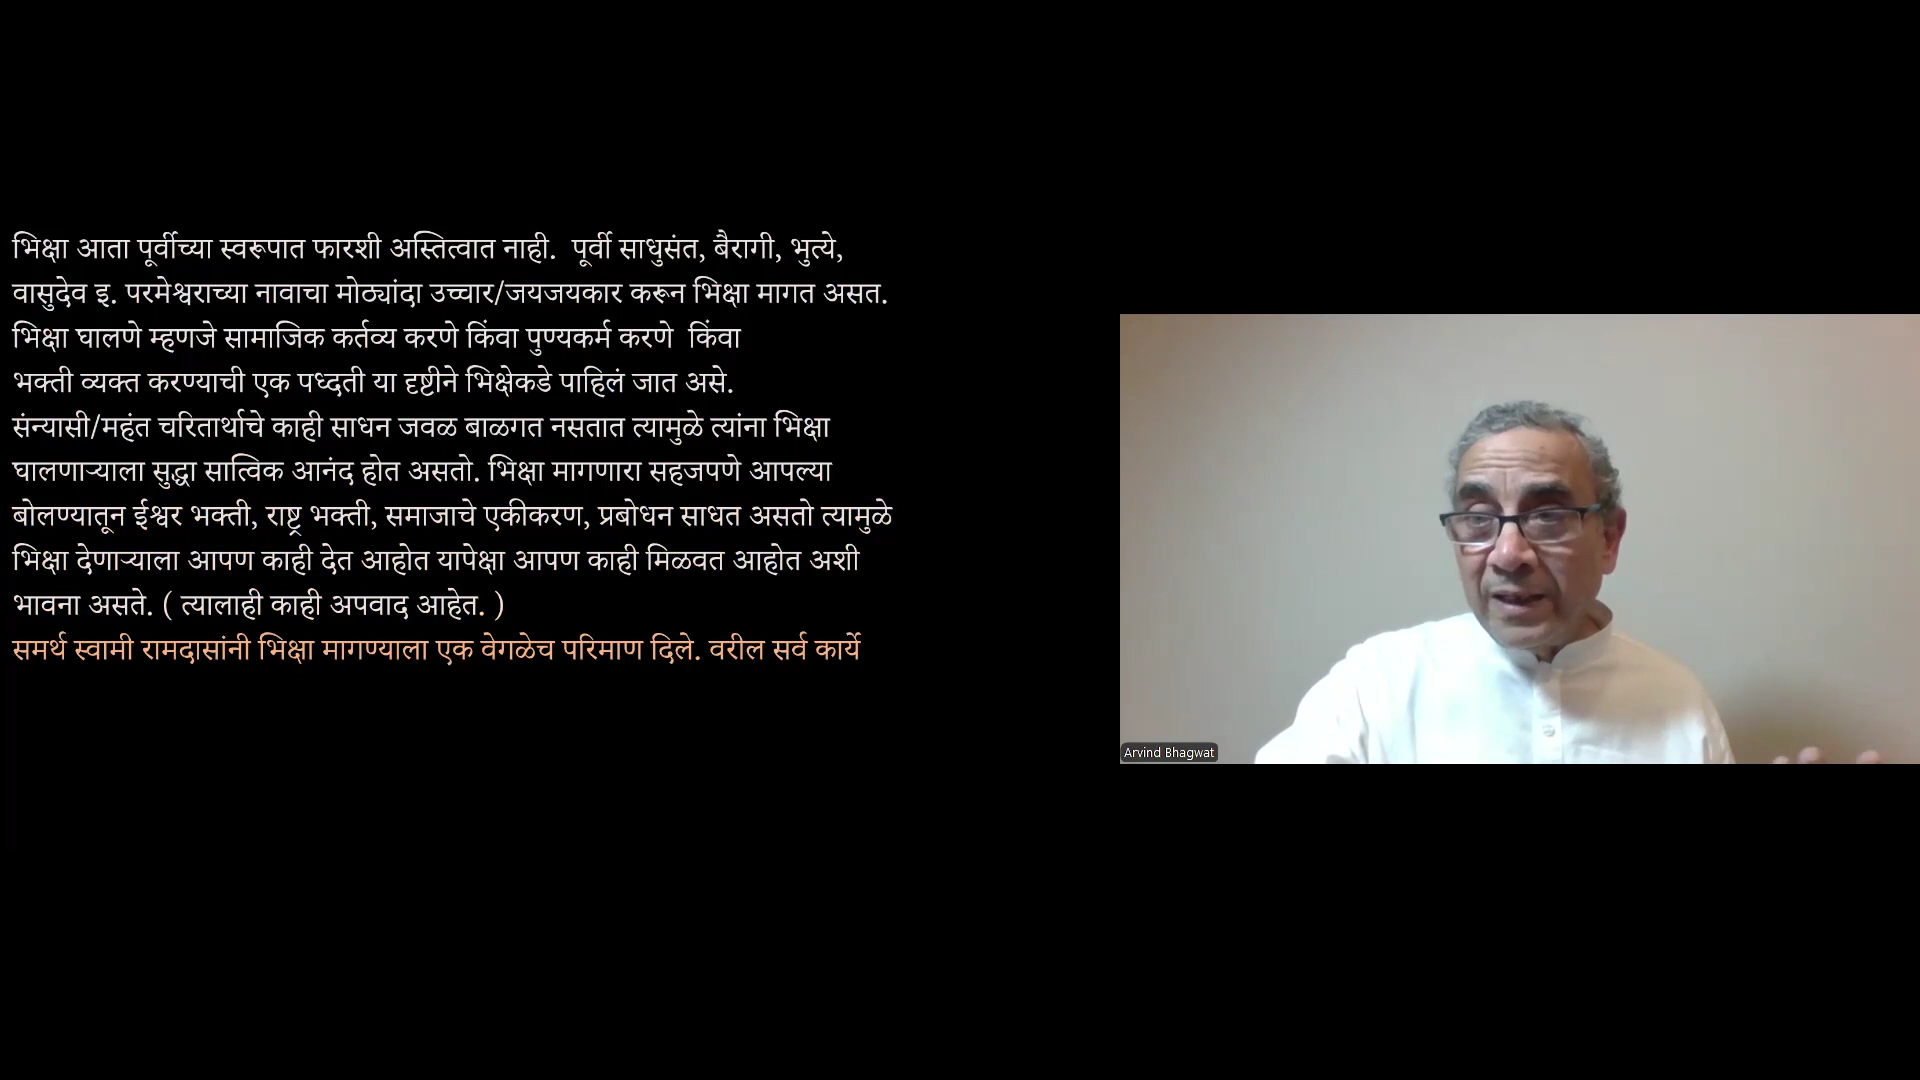 भिक्षा आता पूर्वीच्या स्वरूपात फारशी अस्तित्वात नाही.  पूर्वी साधुसंत, बैरागी, भुत्ये,
वासुदेव इ. परमेश्वराच्या नावाचा मोठ्यांदा उच्चार/जयजयकार करून भिक्षा मागत असत.
भिक्षा घालणे म्हणजे सामाजिक कर्तव्य करणे किंवा पुण्यकर्म करणे  किंवा
भक्ती व्यक्त करण्याची एक पध्दती या दृष्टीने भिक्षेकडे पाहिलं जात असे.
संन्यासी/महंत चरितार्थाचे काही साधन जवळ बाळगत नसतात त्यामुळे त्यांना भिक्षा
घालणाऱ्याला सुद्धा सात्विक आनंद होत असतो. भिक्षा मागणारा सहजपणे आपल्या
बोलण्यातून ईश्वर भक्ती, राष्ट्र भक्ती, समाजाचे एकीकरण, प्रबोधन साधत असतो त्यामुळे
भिक्षा देणाऱ्याला आपण काही देत आहोत यापेक्षा आपण काही मिळवत आहोत अशी
भावना असते. ( त्यालाही काही अपवाद आहेत. )
समर्थ स्वामी रामदासांनी भिक्षा मागण्याला एक वेगळेच परिमाण दिले. वरील सर्व कार्ये
Arvind Bhagwat